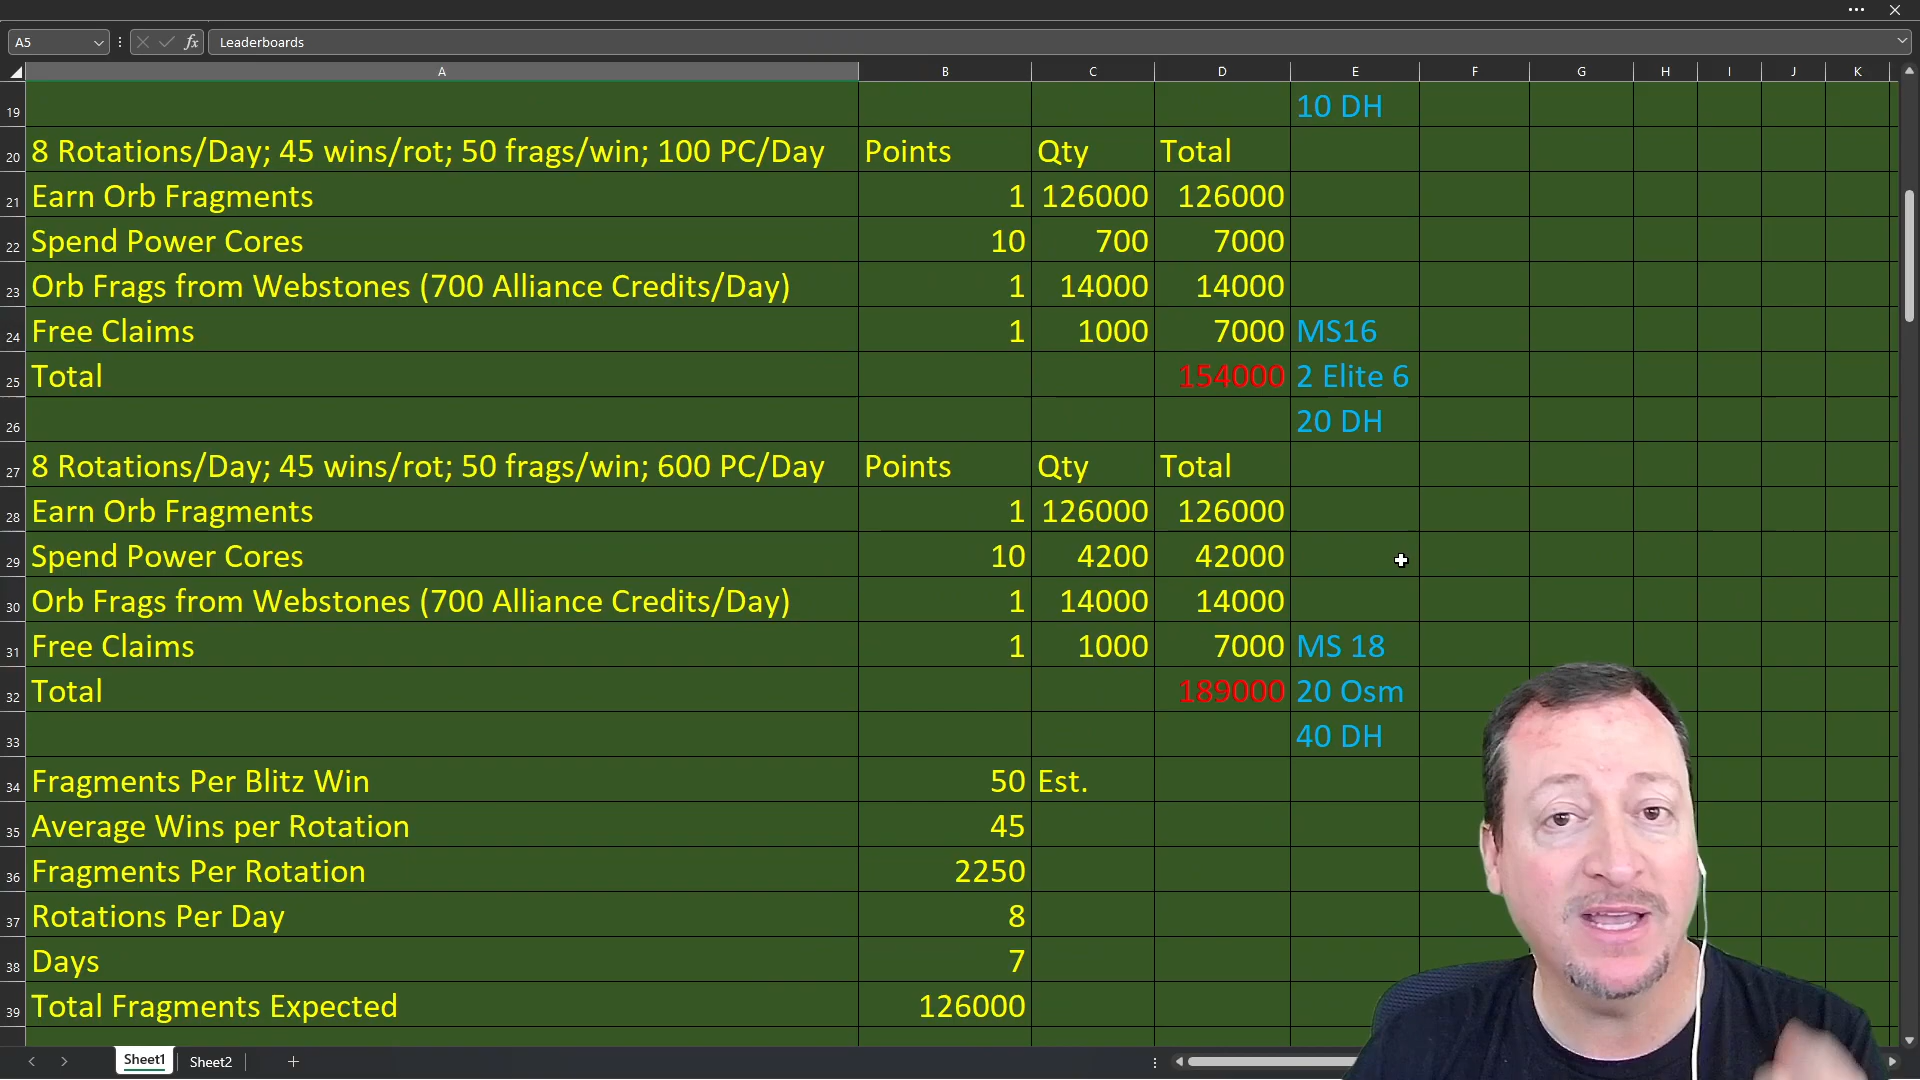 A5 fx Leaderboards
A B C D E F G H I J K
19 10 DH
20 8 Rotations/Day; 45 wins/rot; 50 frags/win; 100 PC/Day Points Qty Total
21 Earn Orb Fragments 1 126000 126000
22 Spend Power Cores 10 700 7000
23 Orb Frags from Webstones (700 Alliance Credits/Day) 1 14000 14000
24 Free Claims 1 1000 7000 MS16
25 Total 154000 2 Elite 6
26 20 DH
27 8 Rotations/Day; 45 wins/rot; 50 frags/win; 600 PC/Day Points Qty Total
28 Earn Orb Fragments 1 126000 126000
29 Spend Power Cores 10 4200 42000
30 Orb Frags from Webstones (700 Alliance Credits/Day) 1 14000 14000
31 Free Claims 1 1000 7000 MS 18
32 Total 189000 20 Osm
33 40 DH
34 Fragments Per Blitz Win 50 Est.
35 Average Wins per Rotation 45
36 Fragments Per Rotation 2250
37 Rotations Per Day 8
38 Days 7
39 Total Fragments Expected 126000
Sheet1 Sheet2